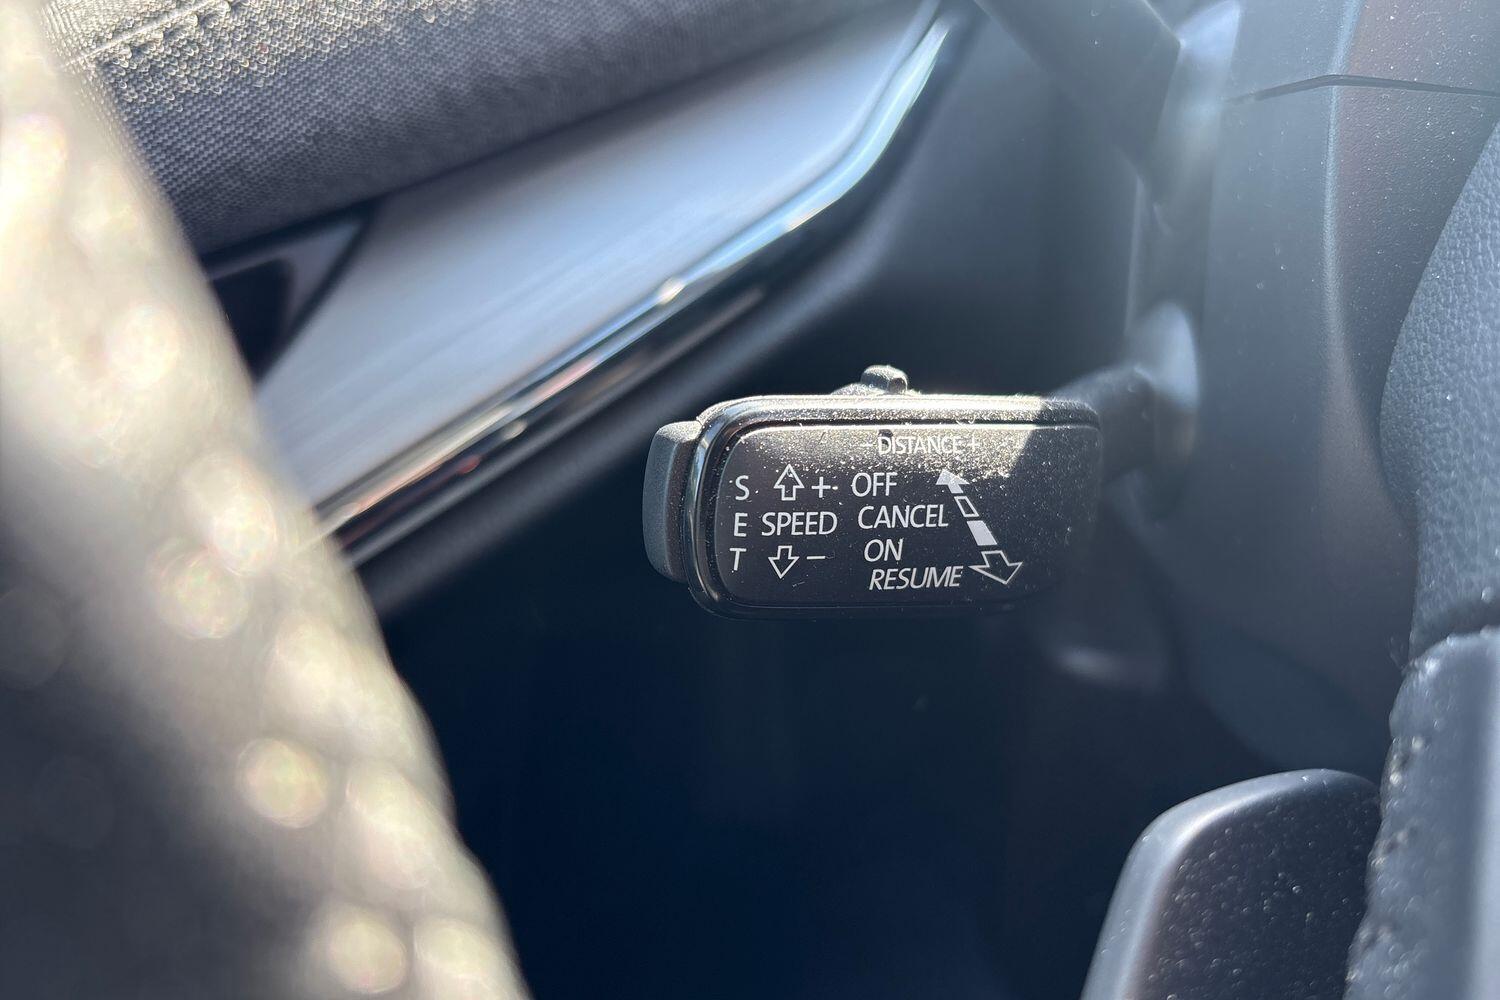 - DISTANCE +
S + OFF
E SPEED CANCEL
T - ON
RESUME